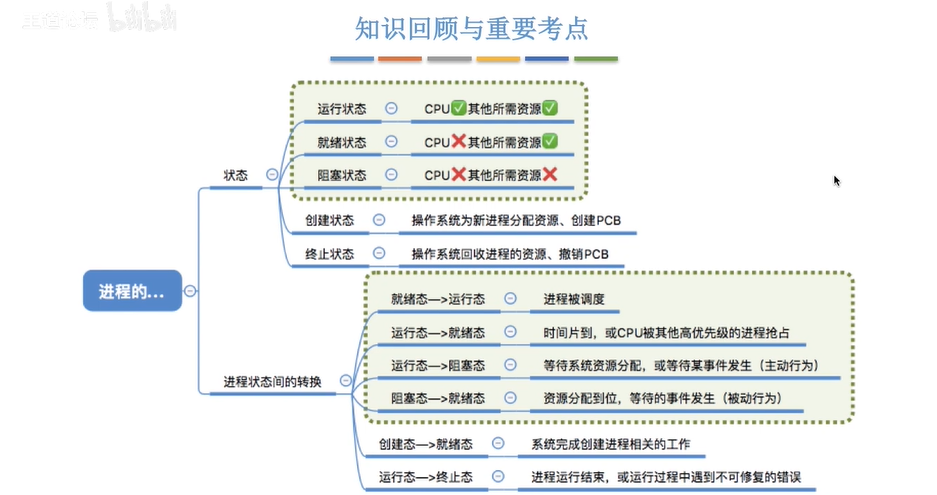 bilibili
知识回顾与重要考点
运行状态 CPU✅其他所需资源✅
就绪状态 CPU❌其他所需资源✅
状态 阻塞状态 CPU❌其他所需资源❌
创建状态 操作系统为新进程分配资源、创建PCB
终止状态 操作系统回收进程的资源、撤销PCB
进程的...
就绪态—>运行态 进程被调度
运行态—>就绪态 时间片到，或CPU被其他高优先级的进程抢占
运行态—>阻塞态 等待系统资源分配，或等待某事件发生（主动行为）
进程状态间的转换
阻塞态—>就绪态 资源分配到位，等待的事件发生（被动行为）
创建态—>就绪态 系统完成创建进程相关的工作
运行态—>终止态 进程运行结束，或运行过程中遇到不可修复的错误